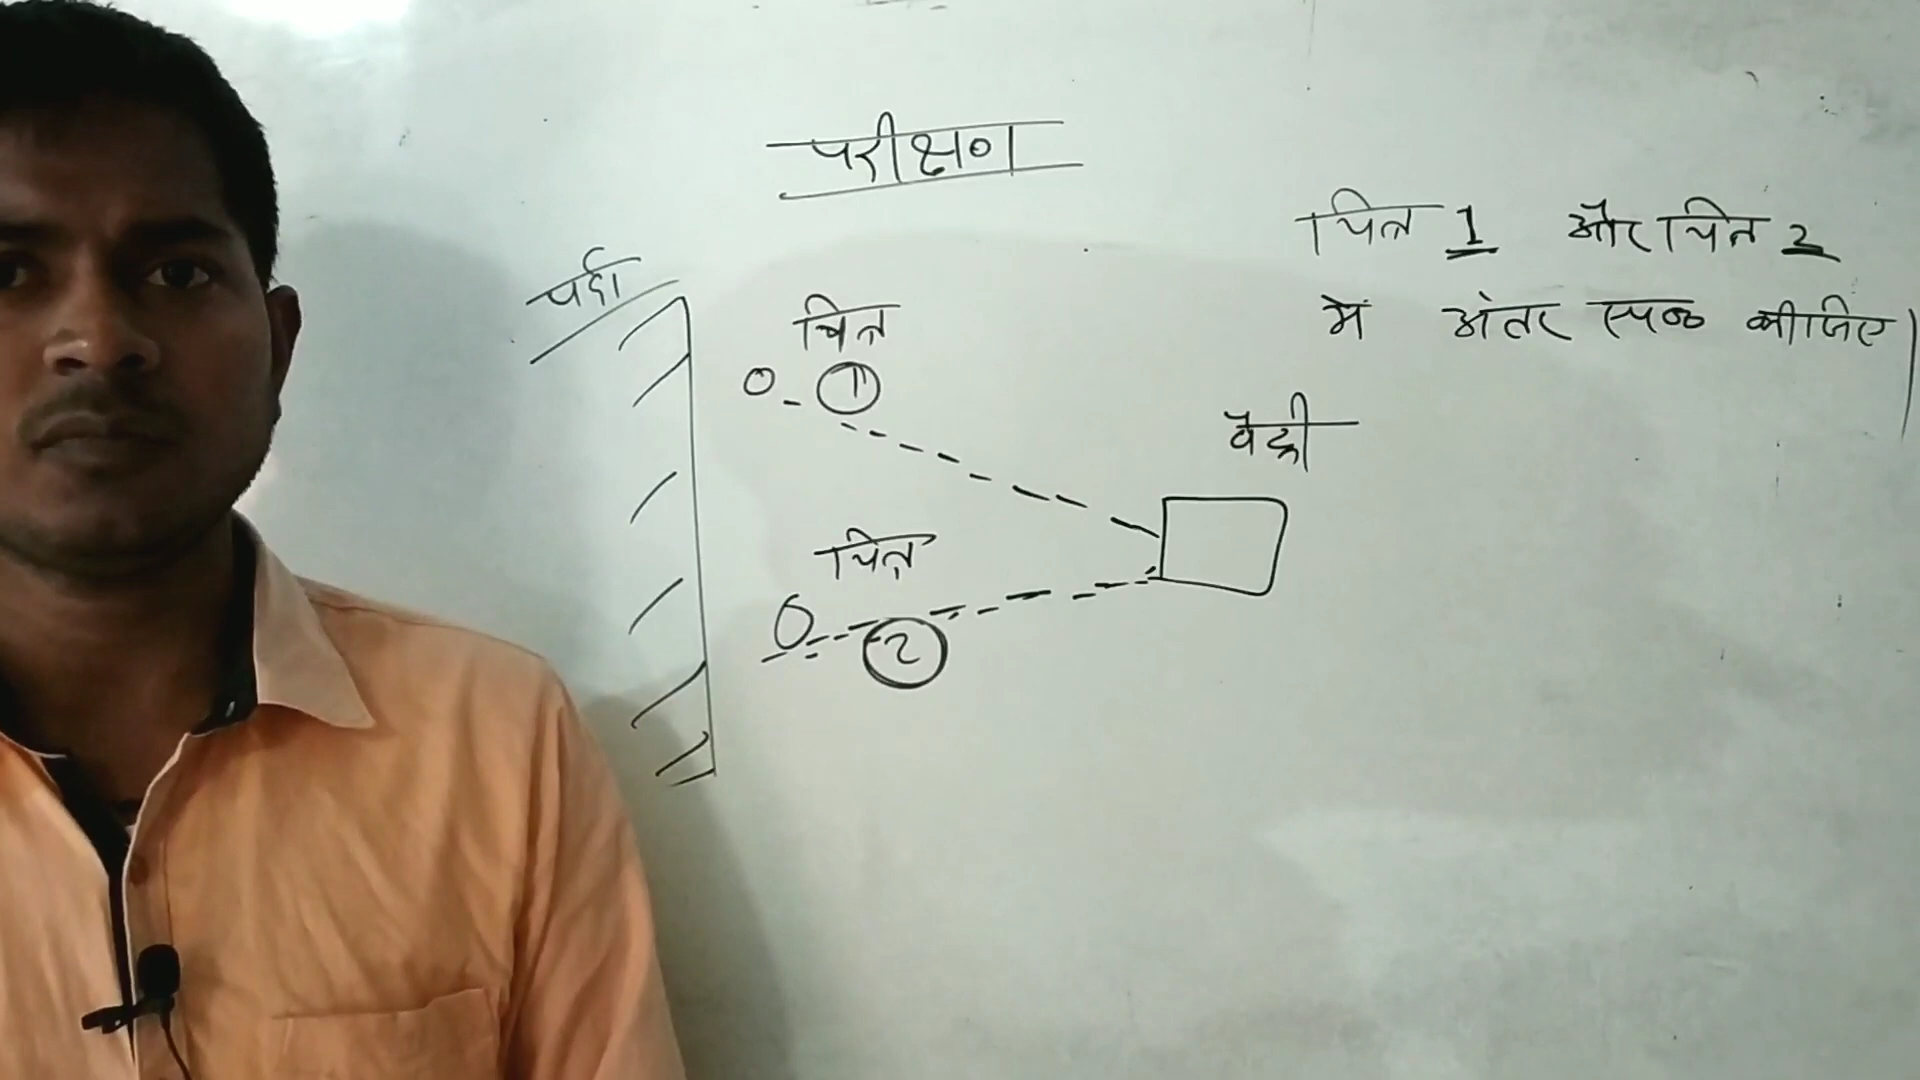 परीक्षण
चित्र 1 और चित्र 2
में अंतर स्पष्ट कीजिए।
पर्दा
चित्र
1
बैट्री
चित्र
2